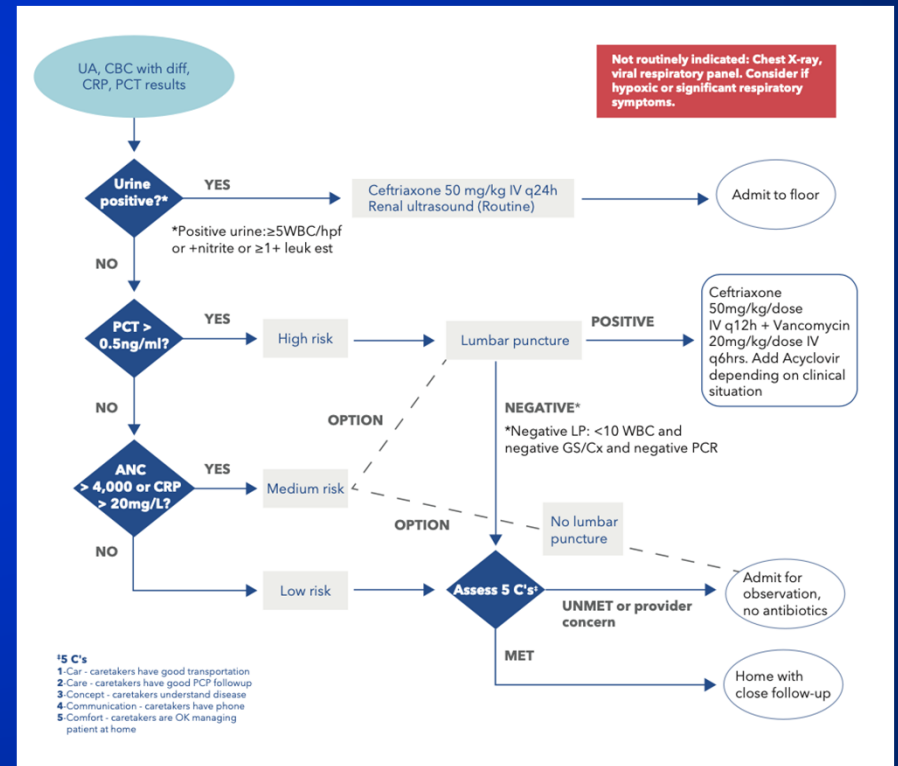 UA, CBC with diff,
CRP, PCT results
Not routinely indicated: Chest X-ray,
viral respiratory panel. Consider if
hypoxic or significant respiratory
symptoms.
Urine
positive?*
YES
Ceftriaxone 50 mg/kg IV q24h
Renal ultrasound (Routine)
Admit to floor
*Positive urine:≥5WBC/hpf
or +nitrite or ≥1+ leuk est
NO
PCT >
0.5ng/ml?
YES
High risk
Lumbar puncture
POSITIVE
Ceftriaxone
50mg/kg/dose
IV q12h + Vancomycin
20mg/kg/dose IV
q6hrs. Add Acyclovir
depending on clinical
situation
NO
OPTION
NEGATIVE*
*Negative LP: <10 WBC and
negative GS/Cx and negative PCR
ANC
> 4,000 or CRP
> 20mg/L?
YES
Medium risk
OPTION
No lumbar
puncture
NO
Low risk
Assess 5 C's‡
UNMET or provider
concern
Admit for
observation,
no antibiotics
MET
Home with
close follow-up
‡5 C's
1-Car - caretakers have good transportation
2-Care - caretakers have good PCP followup
3-Concept - caretakers understand disease
4-Communication - caretakers have phone
5-Comfort - caretakers are OK managing
patient at home